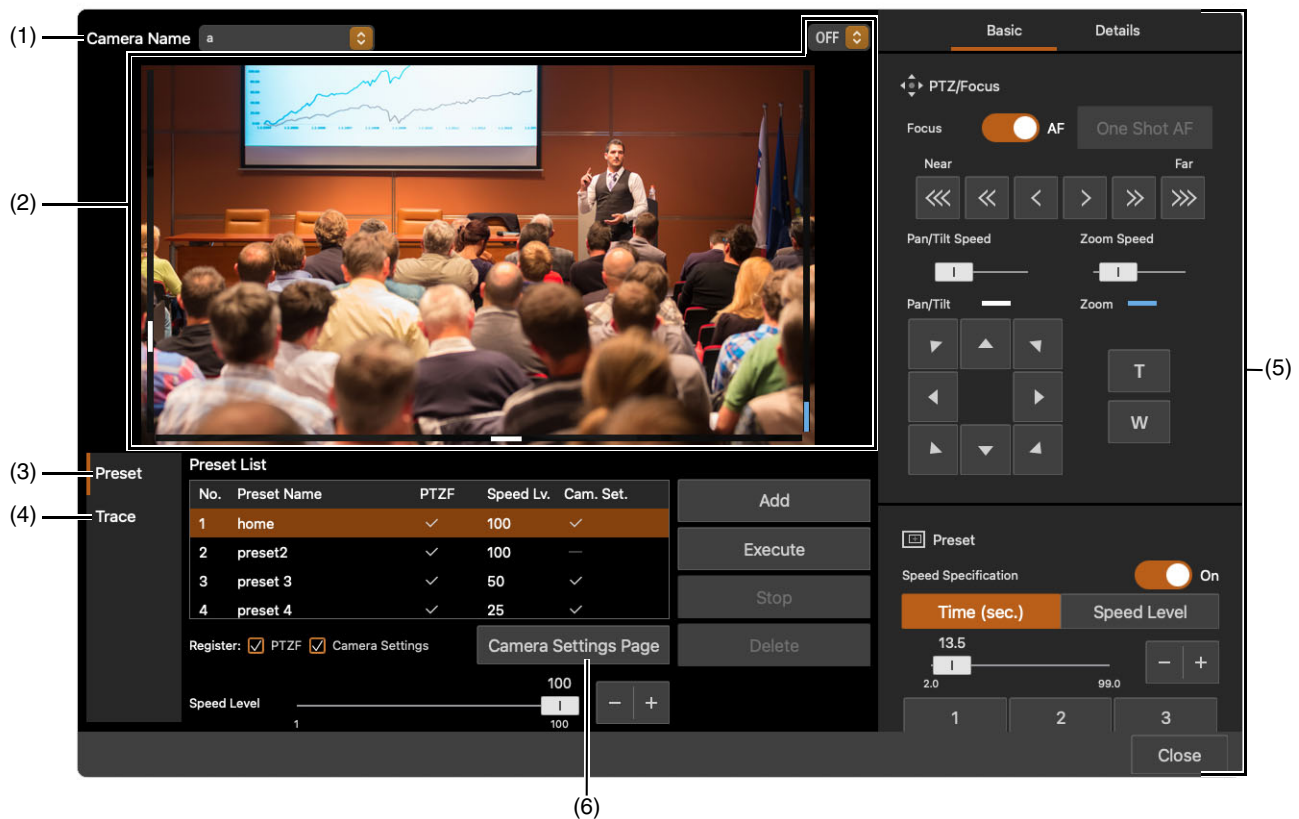 (1)
Camera Name a
OFF
(2)
(3)
Preset
(4)
Trace
Preset List
No. Preset Name PTZF Speed Lv. Cam. Set.
1 home 100
2 preset2 100
3 preset 3 50
4 preset 4 25
Add
Execute
Stop
Delete
Register: PTZF Camera Settings
Camera Settings Page
Speed Level
100
1
100
− +
(6)
Basic Details
PTZ/Focus
Focus AF One Shot AF
Near Far
Pan/Tilt Speed Zoom Speed
Pan/Tilt Zoom
T
W
(5)
Preset
Speed Specification On
Time (sec.) Speed Level
13.5
2.0 99.0
− +
1 2 3
Close